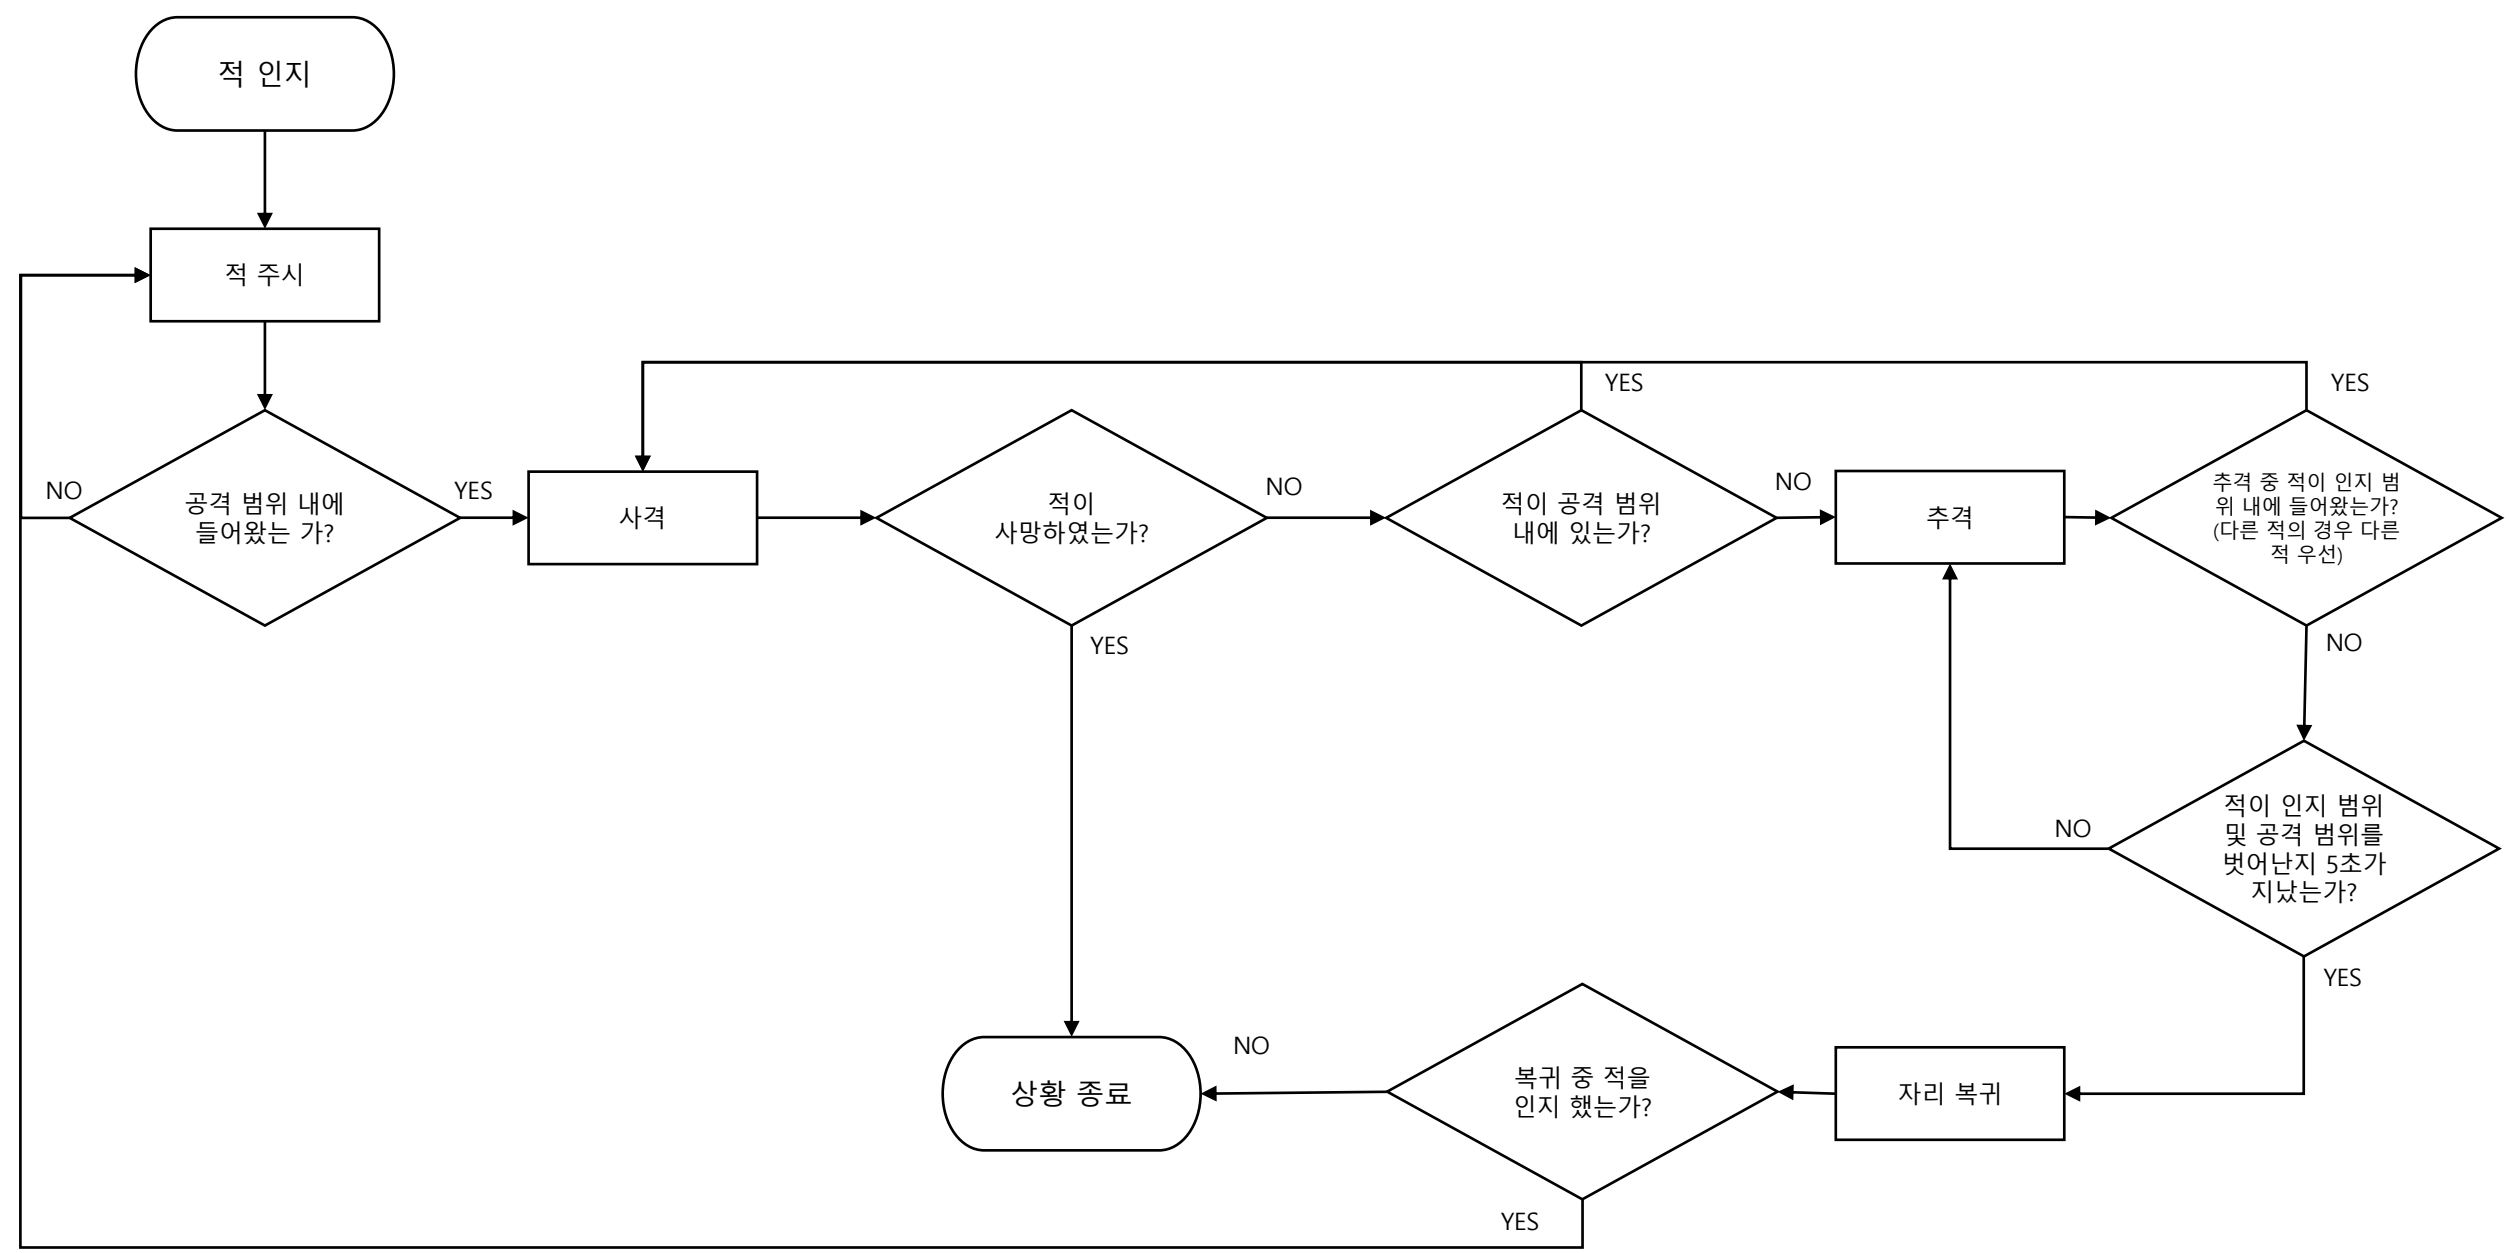 적 인지
적 주시
YES
YES
NO
YES
NO
NO
공격 범위 내에
들어왔는 가?
사격
적이
사망하였는가?
적이 공격 범위
내에 있는가?
추격
추격 중 적이 인지 범
위 내에 들어왔는가?
(다른 적의 경우 다른
적 우선)
YES
NO
NO
적이 인지 범위
및 공격 범위를
벗어난지 5초가
지났는가?
YES
NO
상황 종료
복귀 중 적을
인지 했는가?
자리 복귀
YES